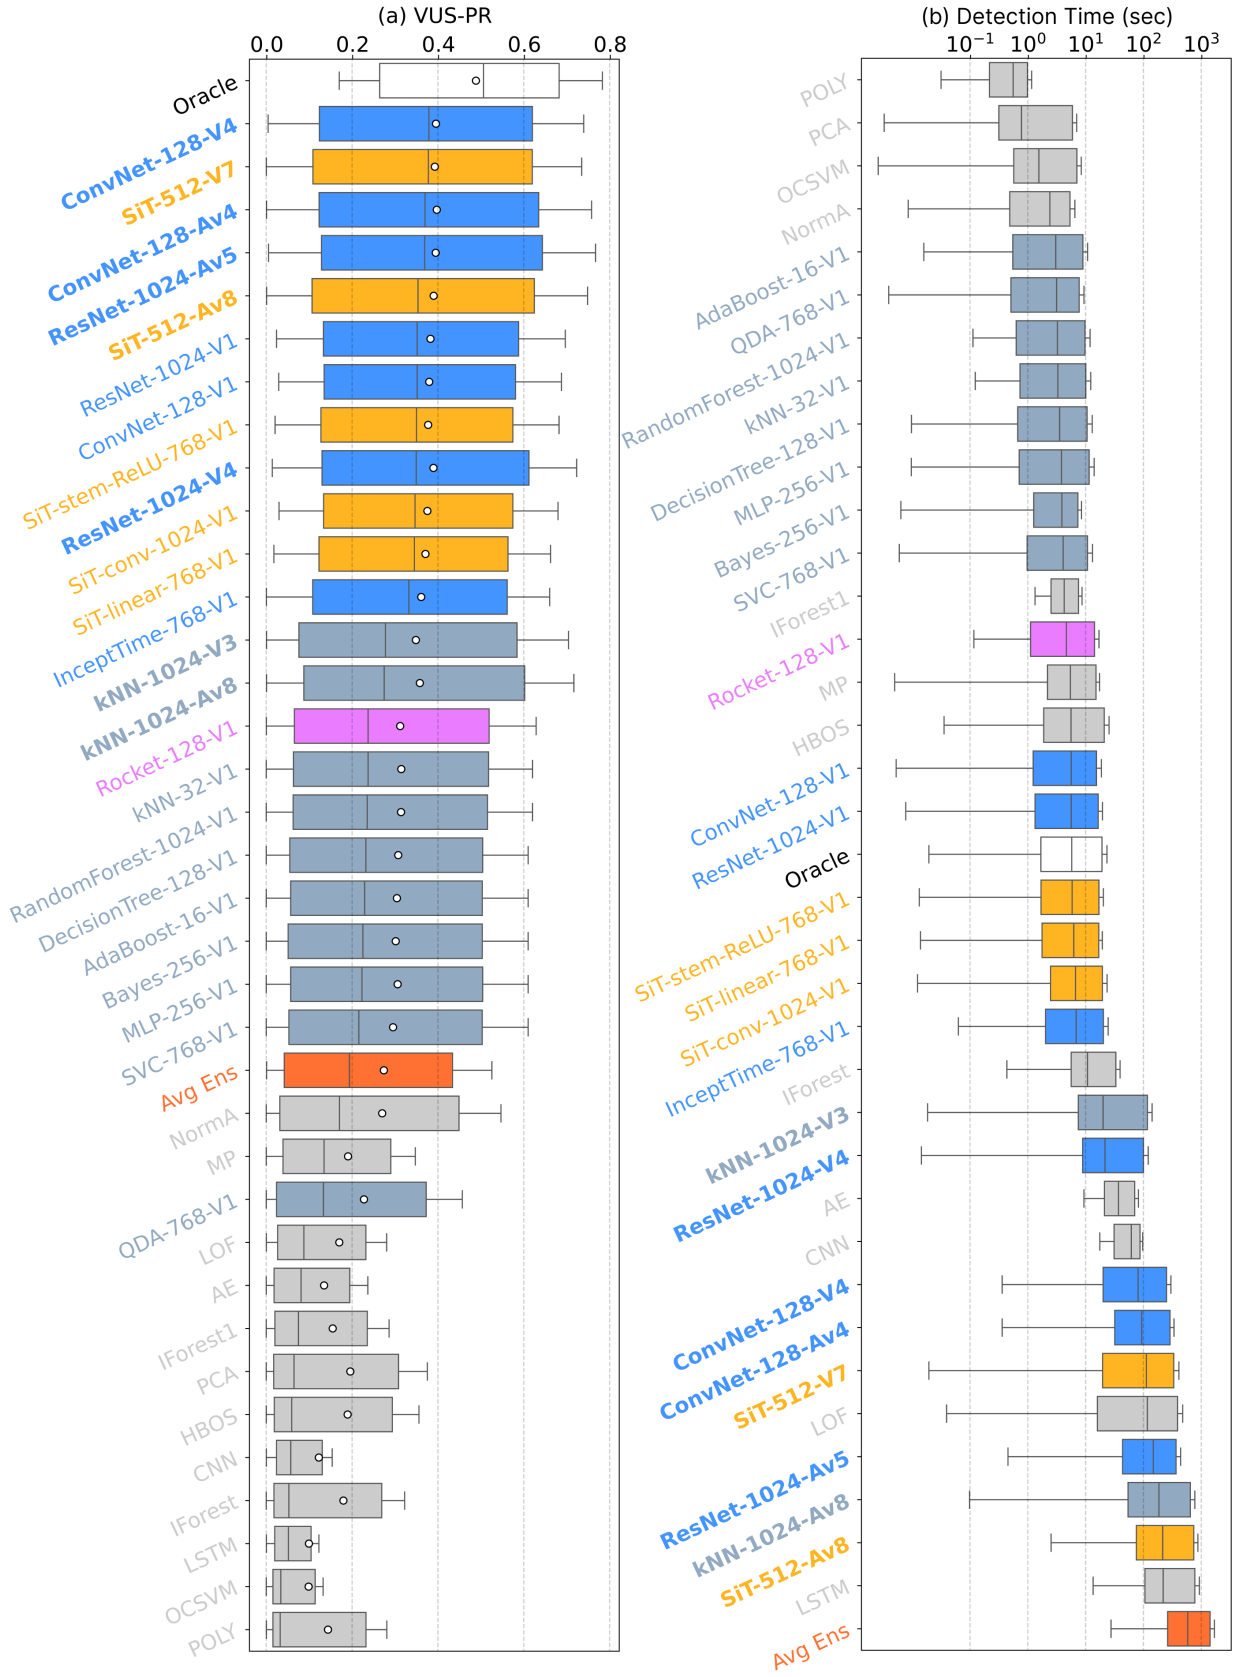 (a) VUS-PR
0.0 0.2 0.4 0.6 0.8
Oracle
ConvNet-128-V4
SiT-512-V7
ConvNet-128-Av4
ResNet-1024-Av5
SiT-512-Av8
ResNet-1024-V1
ConvNet-128-V1
SiT-stem-ReLU-768-V1
ResNet-1024-V4
SiT-conv-1024-V1
SiT-linear-768-V1
InceptTime-768-V1
kNN-1024-V3
kNN-1024-Av8
Rocket-128-V1
kNN-32-V1
RandomForest-1024-V1
DecisionTree-128-V1
AdaBoost-16-V1
Bayes-256-V1
MLP-256-V1
SVC-768-V1
Avg Ens
NormA
MP
QDA-768-V1
LOF
AE
IForest1
PCA
HBOS
CNN
IForest
LSTM
OCSVM
POLY
(b) Detection Time (sec)
10⁻¹ 10⁰ 10¹ 10² 10³
POLY
PCA
OCSVM
NormA
AdaBoost-16-V1
QDA-768-V1
RandomForest-1024-V1
kNN-32-V1
DecisionTree-128-V1
MLP-256-V1
Bayes-256-V1
SVC-768-V1
IForest1
Rocket-128-V1
MP
HBOS
ConvNet-128-V1
ResNet-1024-V1
Oracle
SiT-stem-ReLU-768-V1
SiT-linear-768-V1
SiT-conv-1024-V1
InceptTime-768-V1
IForest
kNN-1024-V3
ResNet-1024-V4
AE
CNN
ConvNet-128-V4
ConvNet-128-Av4
SiT-512-V7
LOF
ResNet-1024-Av5
kNN-1024-Av8
SiT-512-Av8
LSTM
Avg Ens